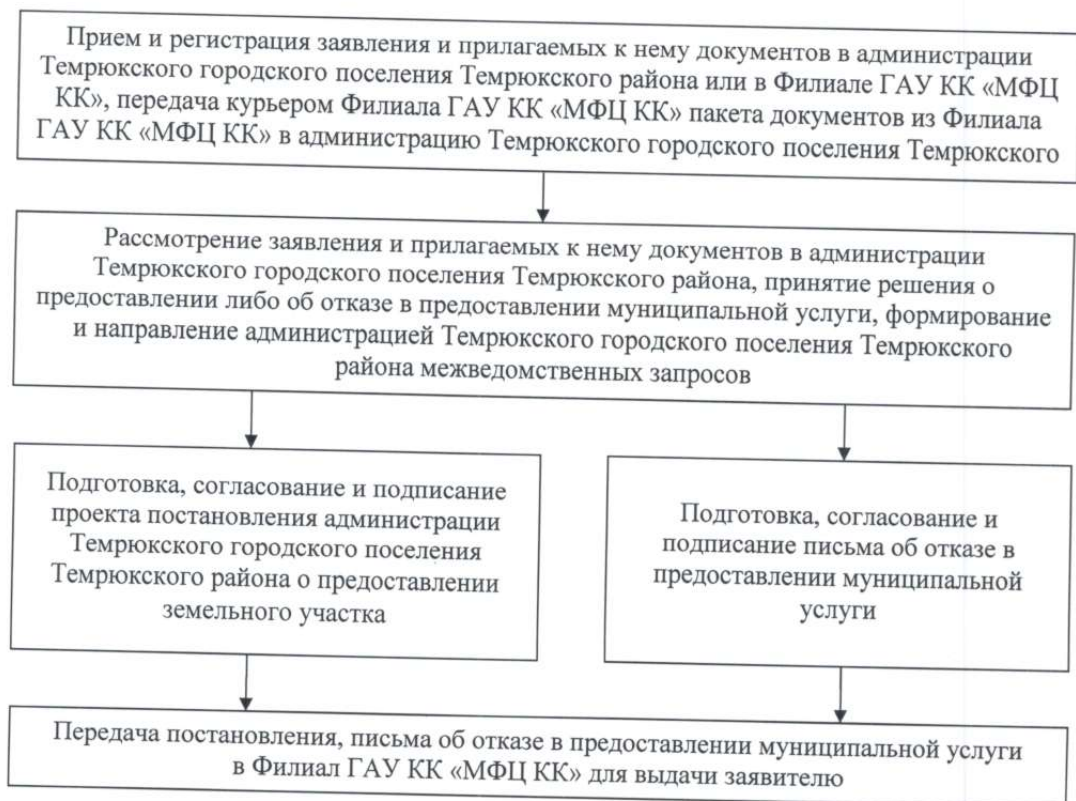 Прием и регистрация заявления и прилагаемых к нему документов в администрации
Темрюкского городского поселения Темрюкского района или в Филиале ГАУ КК «МФЦ
КК», передача курьером Филиала ГАУ КК «МФЦ КК» пакета документов из Филиала
ГАУ КК «МФЦ КК» в администрацию Темрюкского городского поселения Темрюкского
Рассмотрение заявления и прилагаемых к нему документов в администрации
Темрюкского городского поселения Темрюкского района, принятие решения о
предоставлении либо об отказе в предоставлении муниципальной услуги, формирование
и направление администрацией Темрюкского городского поселения Темрюкского
района межведомственных запросов
Подготовка, согласование и подписание
проекта постановления администрации
Темрюкского городского поселения
Темрюкского района о предоставлении
земельного участка
Подготовка, согласование и
подписание письма об отказе в
предоставлении муниципальной
услуги
Передача постановления, письма об отказе в предоставлении муниципальной услуги
в Филиал ГАУ КК «МФЦ КК» для выдачи заявителю